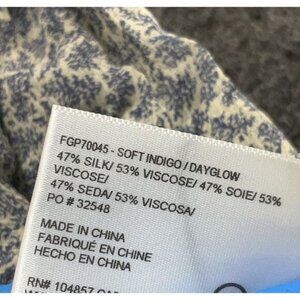 FGP70045 - SOFT INDIGO / DAYGLOW
47% SILK/ 53% VISCOSE/ 47% SOIE/ 53%
VISCOSE/
47% SEDA/ 53% VISCOSA/
PO # 32548
MADE IN CHINA
FABRIQUÉ EN CHINE
HECHO EN CHINA
RN# 104857